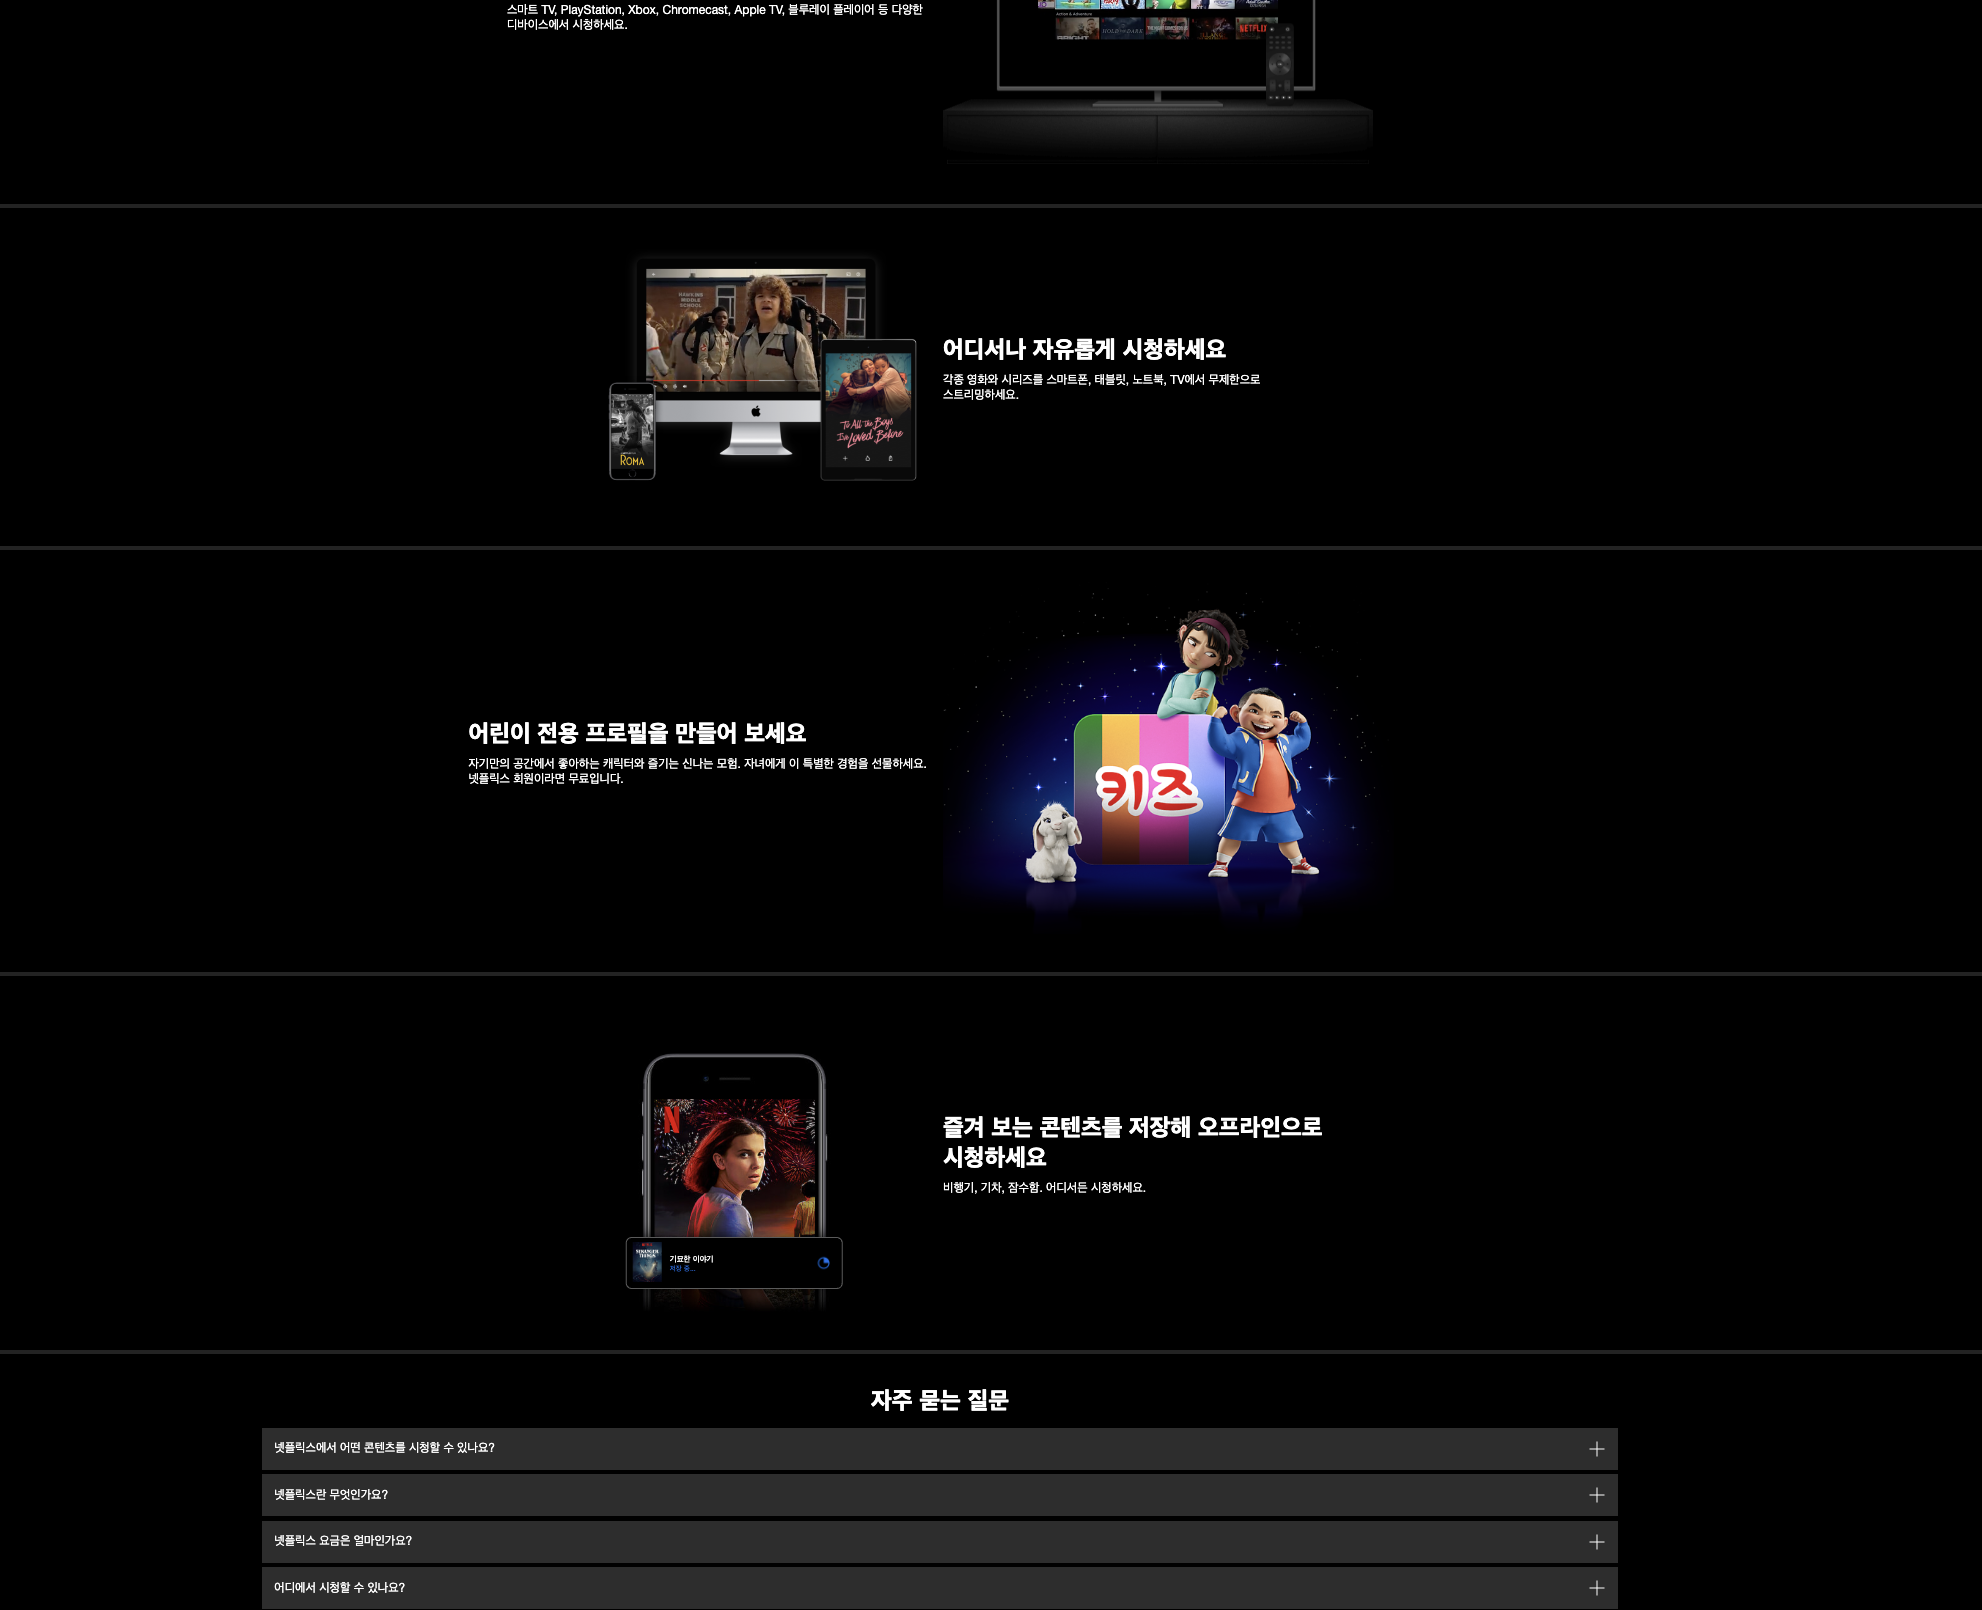 스마트 TV, PlayStation, Xbox, Chromecast, Apple TV, 블루레이 플레이어 등 다양한
디바이스에서 시청하세요.
Action & Adventure
HOLD THE DARK
NETFLIX
HAWKINS
MIDDLE
SCHOOL
To All the Boys
I've Loved Before
ROMA
어디서나 자유롭게 시청하세요
각종 영화와 시리즈를 스마트폰, 태블릿, 노트북, TV에서 무제한으로
스트리밍하세요.
어린이 전용 프로필을 만들어 보세요
자기만의 공간에서 좋아하는 캐릭터와 즐기는 신나는 모험. 자녀에게 이 특별한 경험을 선물하세요.
넷플릭스 회원이라면 무료입니다.
키즈
N
STRANGER
THINGS
기묘한 이야기
저장 중...
즐겨 보는 콘텐츠를 저장해 오프라인으로
시청하세요
비행기, 기차, 잠수함. 어디서든 시청하세요.
자주 묻는 질문
넷플릭스에서 어떤 콘텐츠를 시청할 수 있나요?
넷플릭스란 무엇인가요?
넷플릭스 요금은 얼마인가요?
어디에서 시청할 수 있나요?